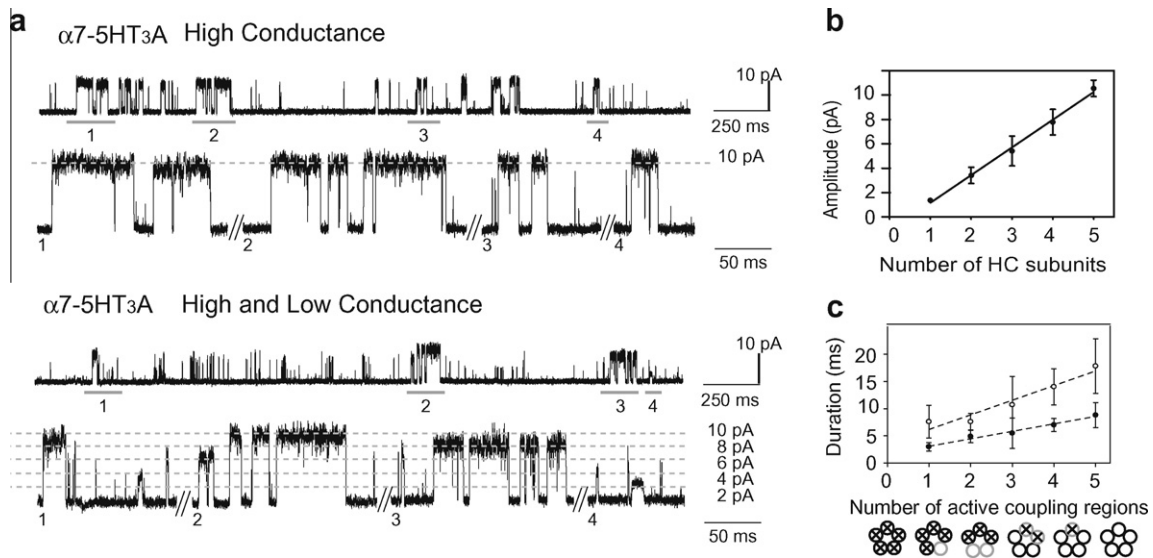 a
α7-5HT3A High Conductance
10 pA
250 ms
1 2 3 4
10 pA
1 2 3 4
50 ms
α7-5HT3A High and Low Conductance
10 pA
250 ms
1 2 3 4
10 pA
8 pA
6 pA
4 pA
2 pA
1 2 3 4
50 ms
b
Amplitude (pA)
10
8
6
4
2
0
0 1 2 3 4 5
Number of HC subunits
c
Duration (ms)
20
15
10
5
0
0 1 2 3 4 5
Number of active coupling regions